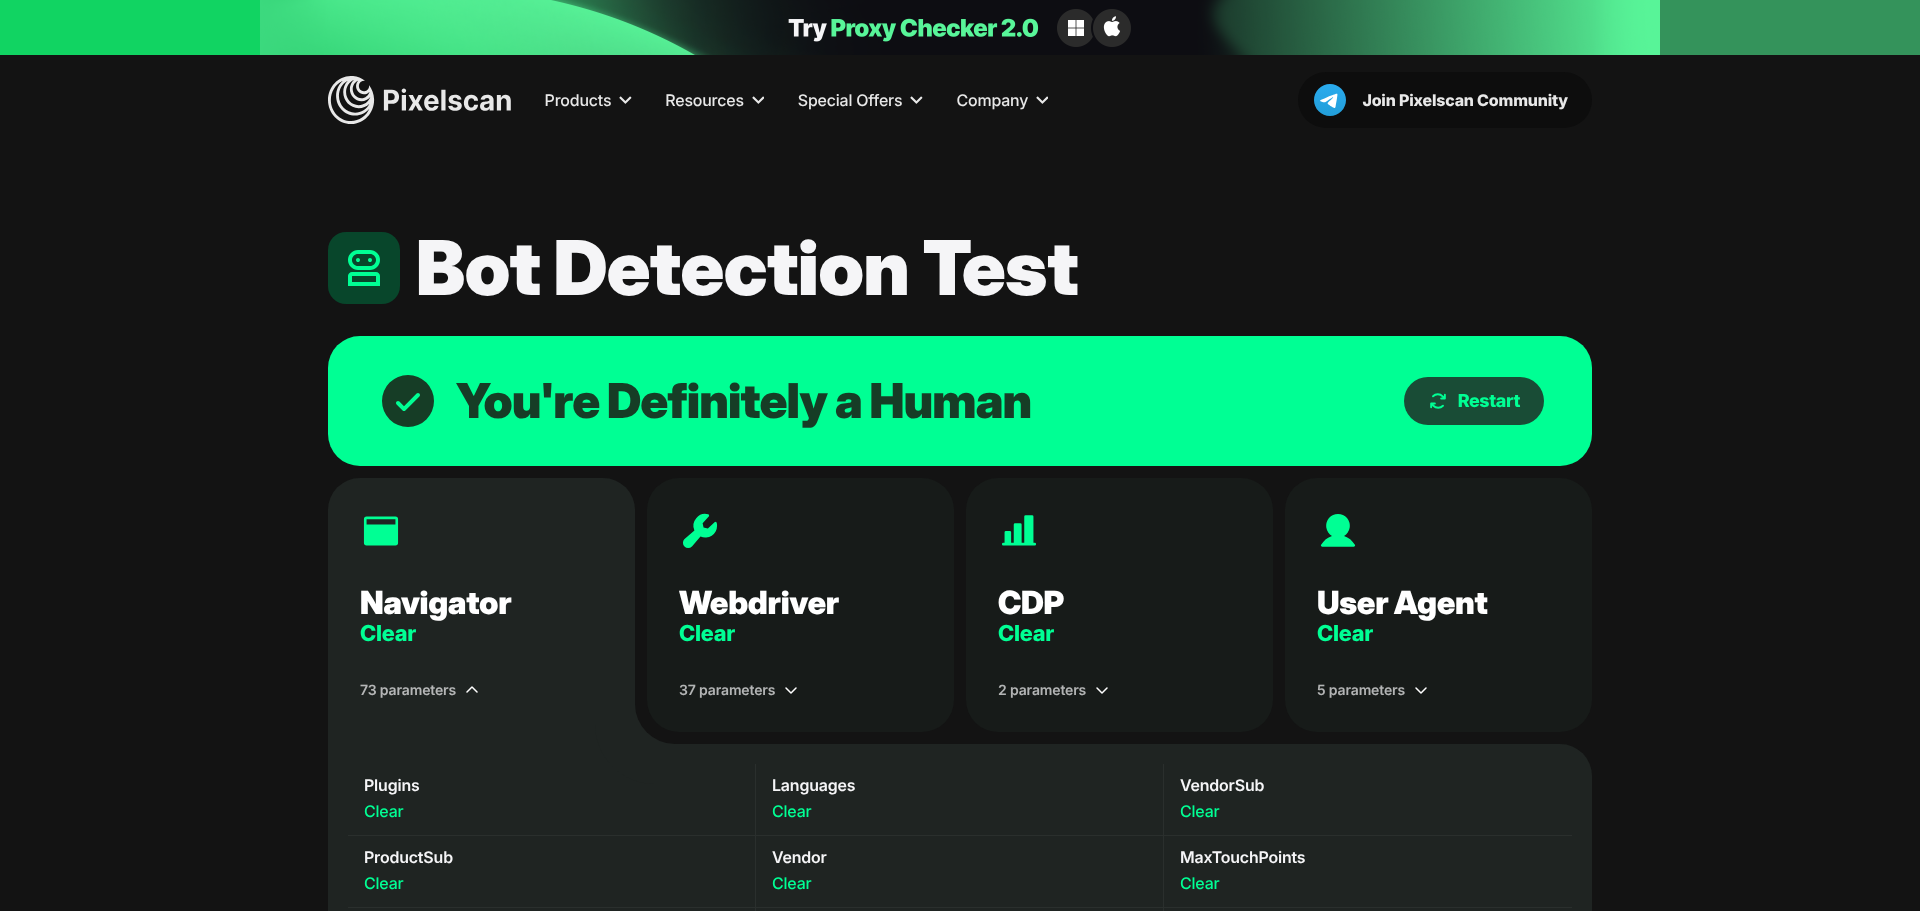 Try Proxy Checker 2.0
Pixelscan
Products
Resources
Special Offers
Company
Join Pixelscan Community
Bot Detection Test
You're Definitely a Human
Restart
Navigator
Clear
73 parameters
Webdriver
Clear
37 parameters
CDP
Clear
2 parameters
User Agent
Clear
5 parameters
Plugins
Clear
Languages
Clear
VendorSub
Clear
ProductSub
Clear
Vendor
Clear
MaxTouchPoints
Clear